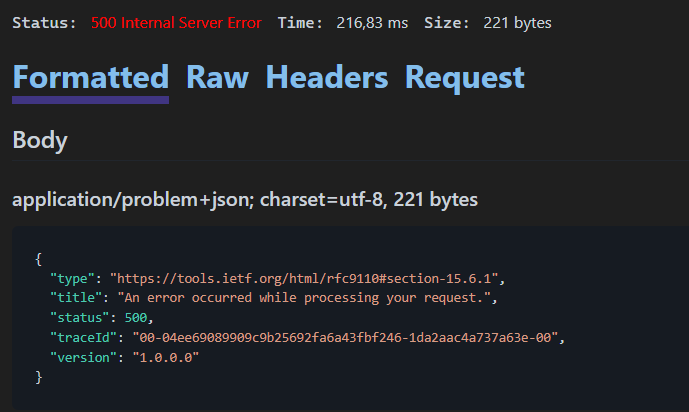 Status: 500 Internal Server Error Time: 216,83 ms Size: 221 bytes
Formatted Raw Headers Request
Body
application/problem+json; charset=utf-8, 221 bytes
{
"type": "https://tools.ietf.org/html/rfc9110#section-15.6.1",
"title": "An error occurred while processing your request.",
"status": 500,
"traceId": "00-04ee69089909c9b25692fa6a43fbf246-1da2aac4a737a63e-00",
"version": "1.0.0.0"
}